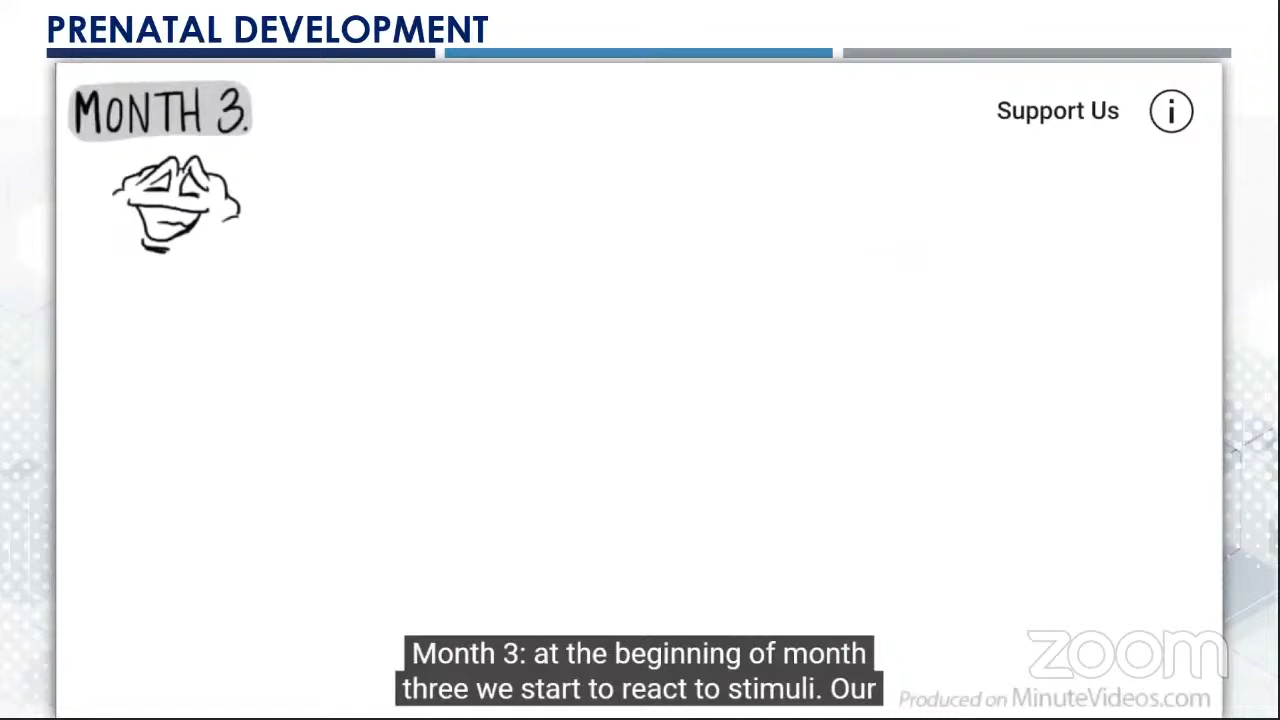 PRENATAL DEVELOPMENT
MONTH 3.
Support Us
i
Month 3: at the beginning of month
three we start to react to stimuli. Our
zoom
Produced on MinuteVideos.com